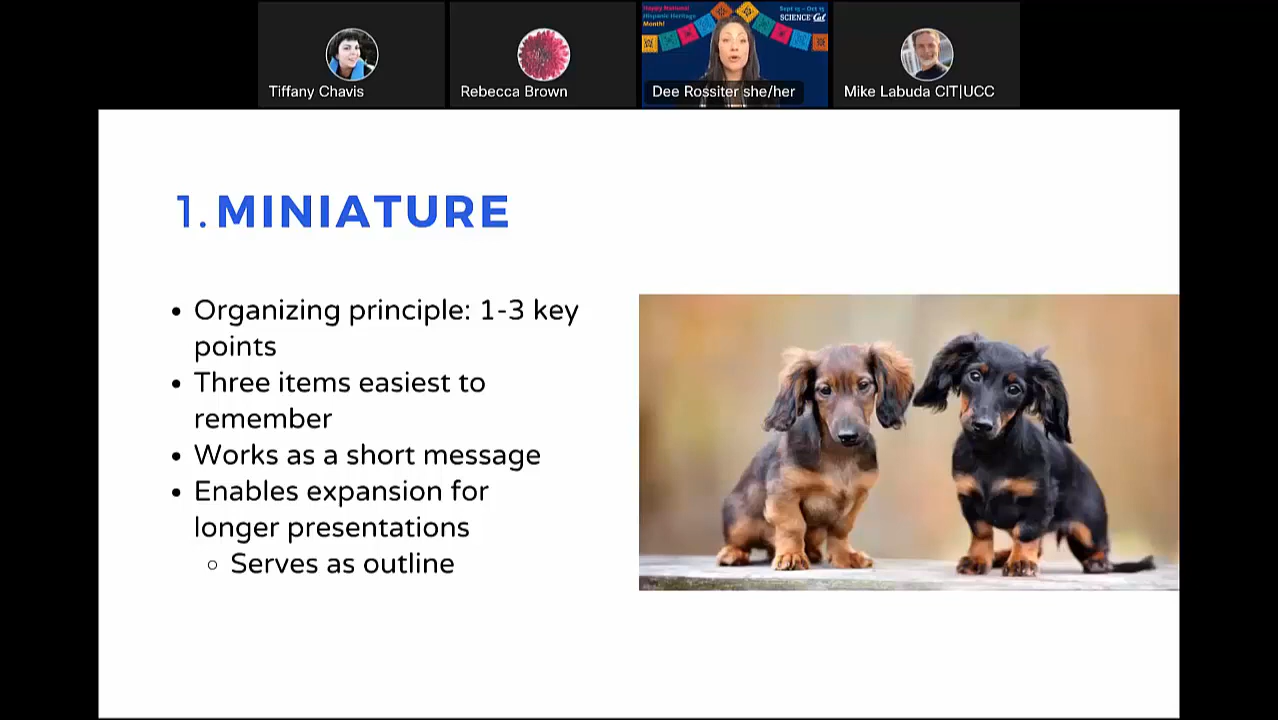 Happy National
Hispanic Heritage
Month!
Sept 15 - Oct 15
SCIENCE Cal
Tiffany Chavis
Rebecca Brown
Dee Rossiter she/her
Mike Labuda CIT|UCC
1. MINIATURE
• Organizing principle: 1-3 key
points
• Three items easiest to
remember
• Works as a short message
• Enables expansion for
longer presentations
○ Serves as outline